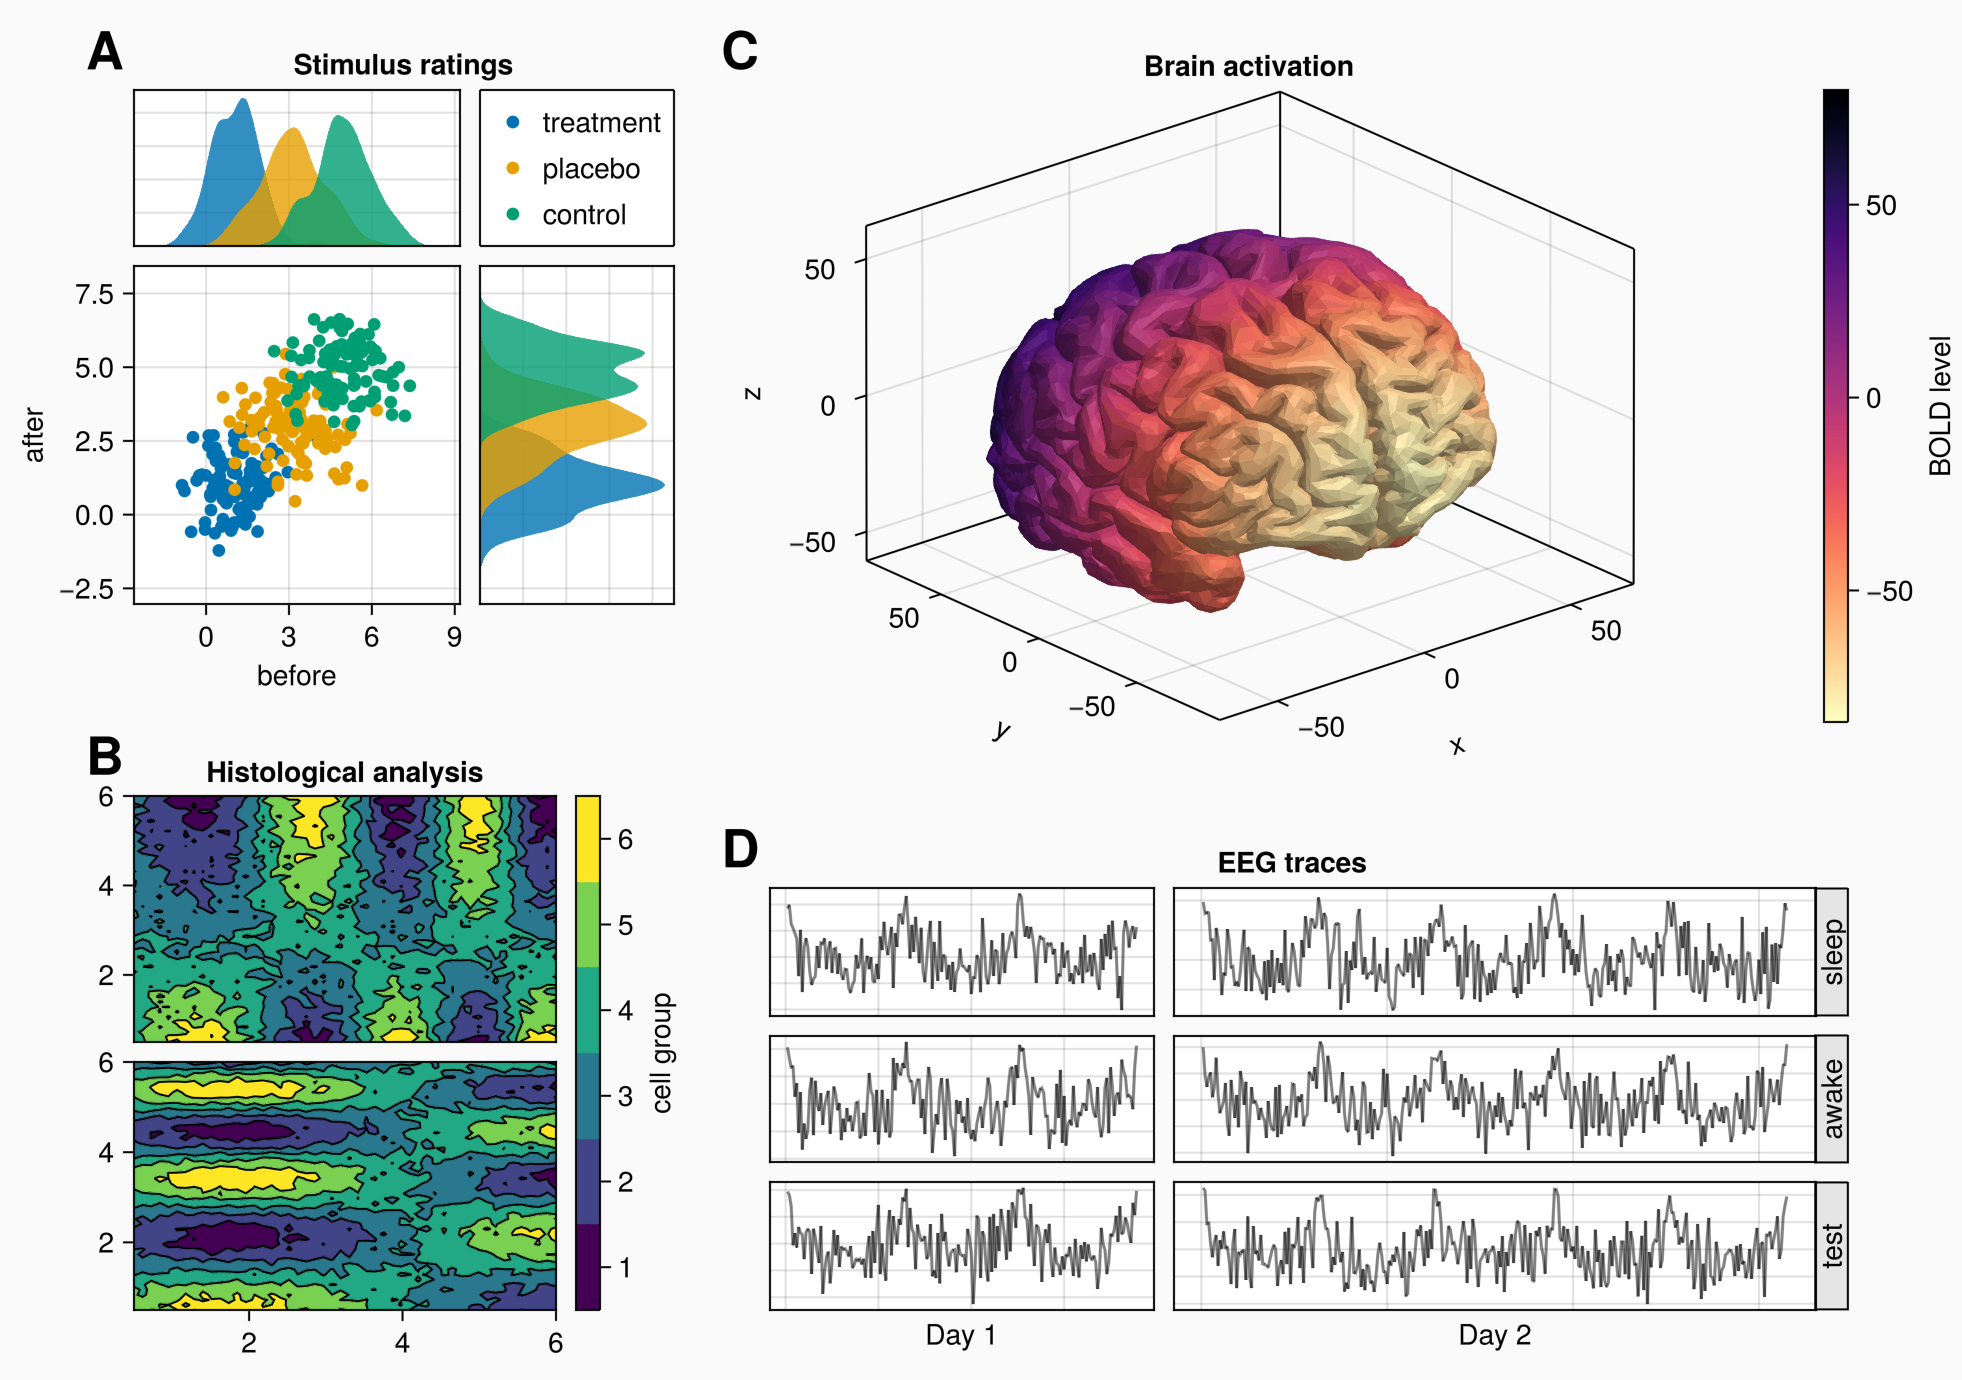 A
Stimulus ratings
treatment
placebo
control
7.5
5.0
2.5
0.0
−2.5
after
0 3 6 9
before
B
Histological analysis
6
4
2
6
4
2
2 4 6
6
5
4
3
2
1
cell group
C
Brain activation
50
0
−50
z
50
0
−50
y
−50
0
50
x
50
0
−50
BOLD level
D
EEG traces
sleep
awake
test
Day 1
Day 2